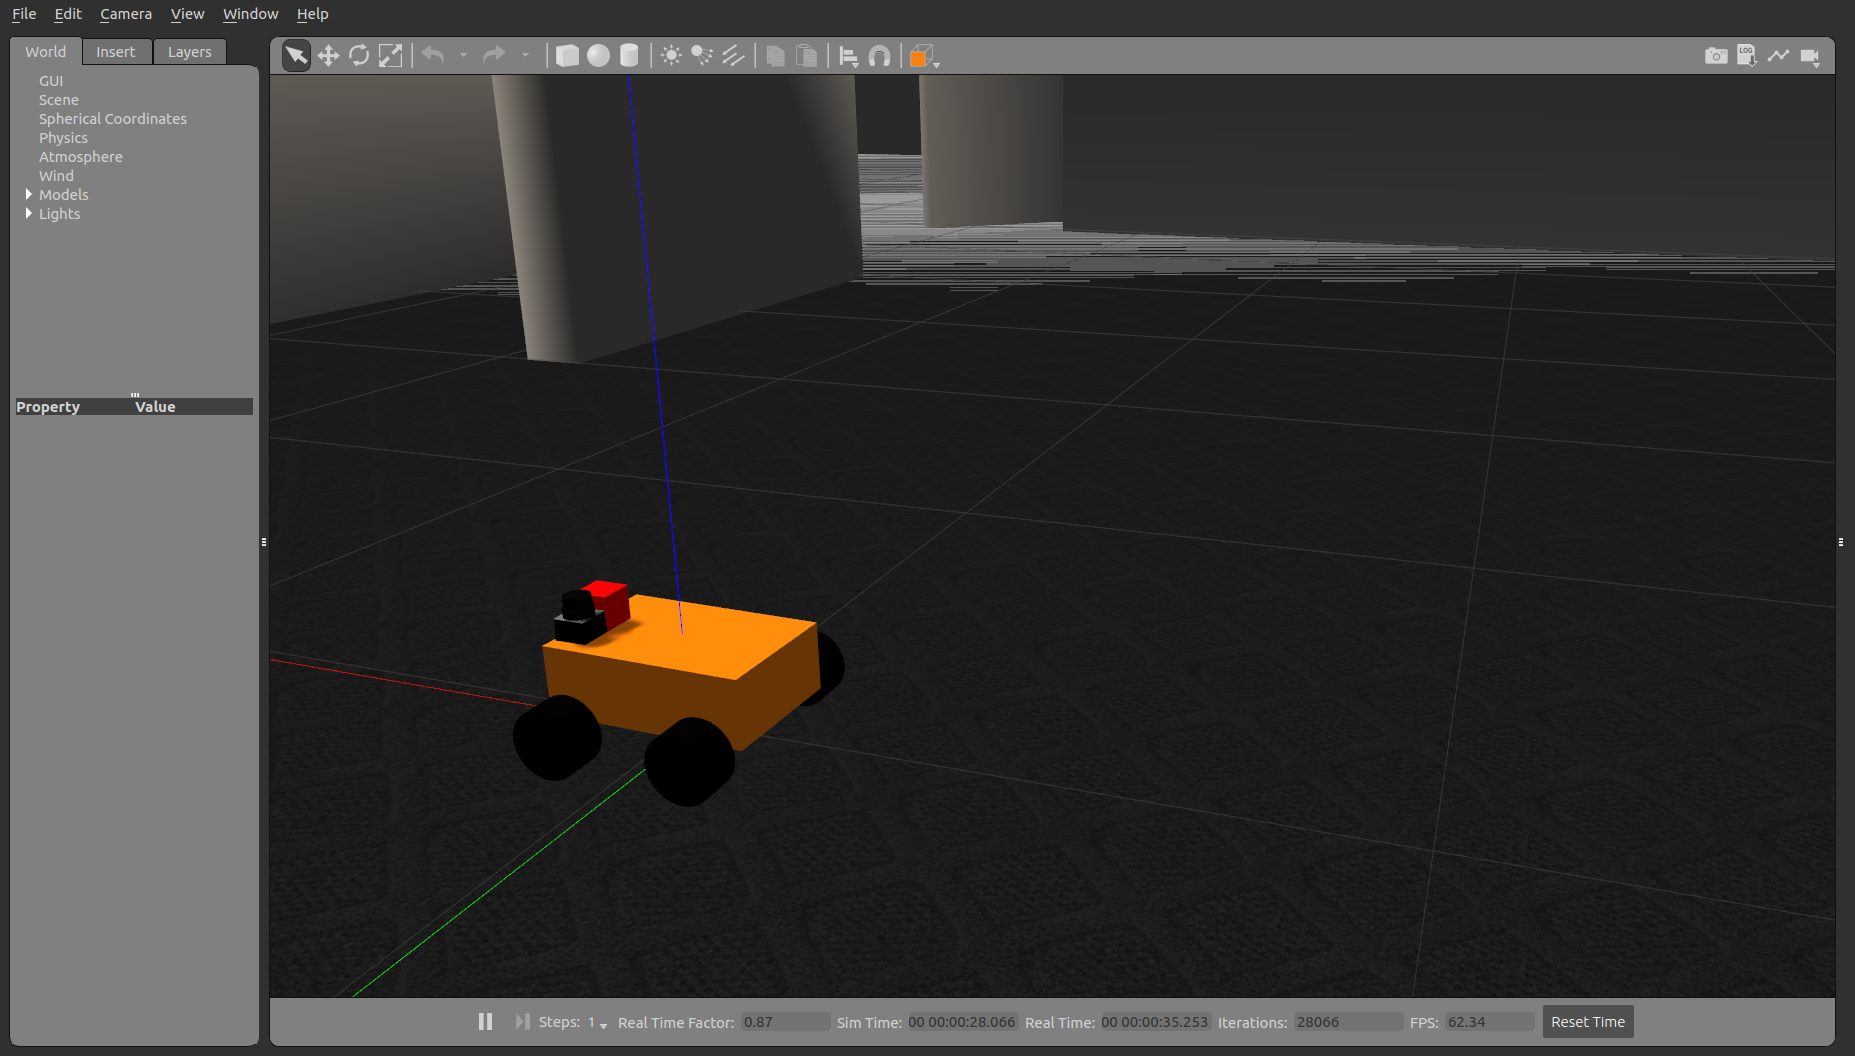 File Edit Camera View Window Help
World Insert Layers
LOG
GUI
Scene
Spherical Coordinates
Physics
Atmosphere
Wind
Models
Lights
Property Value
Steps: 1 Real Time Factor: 0.87 Sim Time: 00 00:00:28.066 Real Time: 00 00:00:35.253 Iterations: 28066 FPS: 62.34 Reset Time